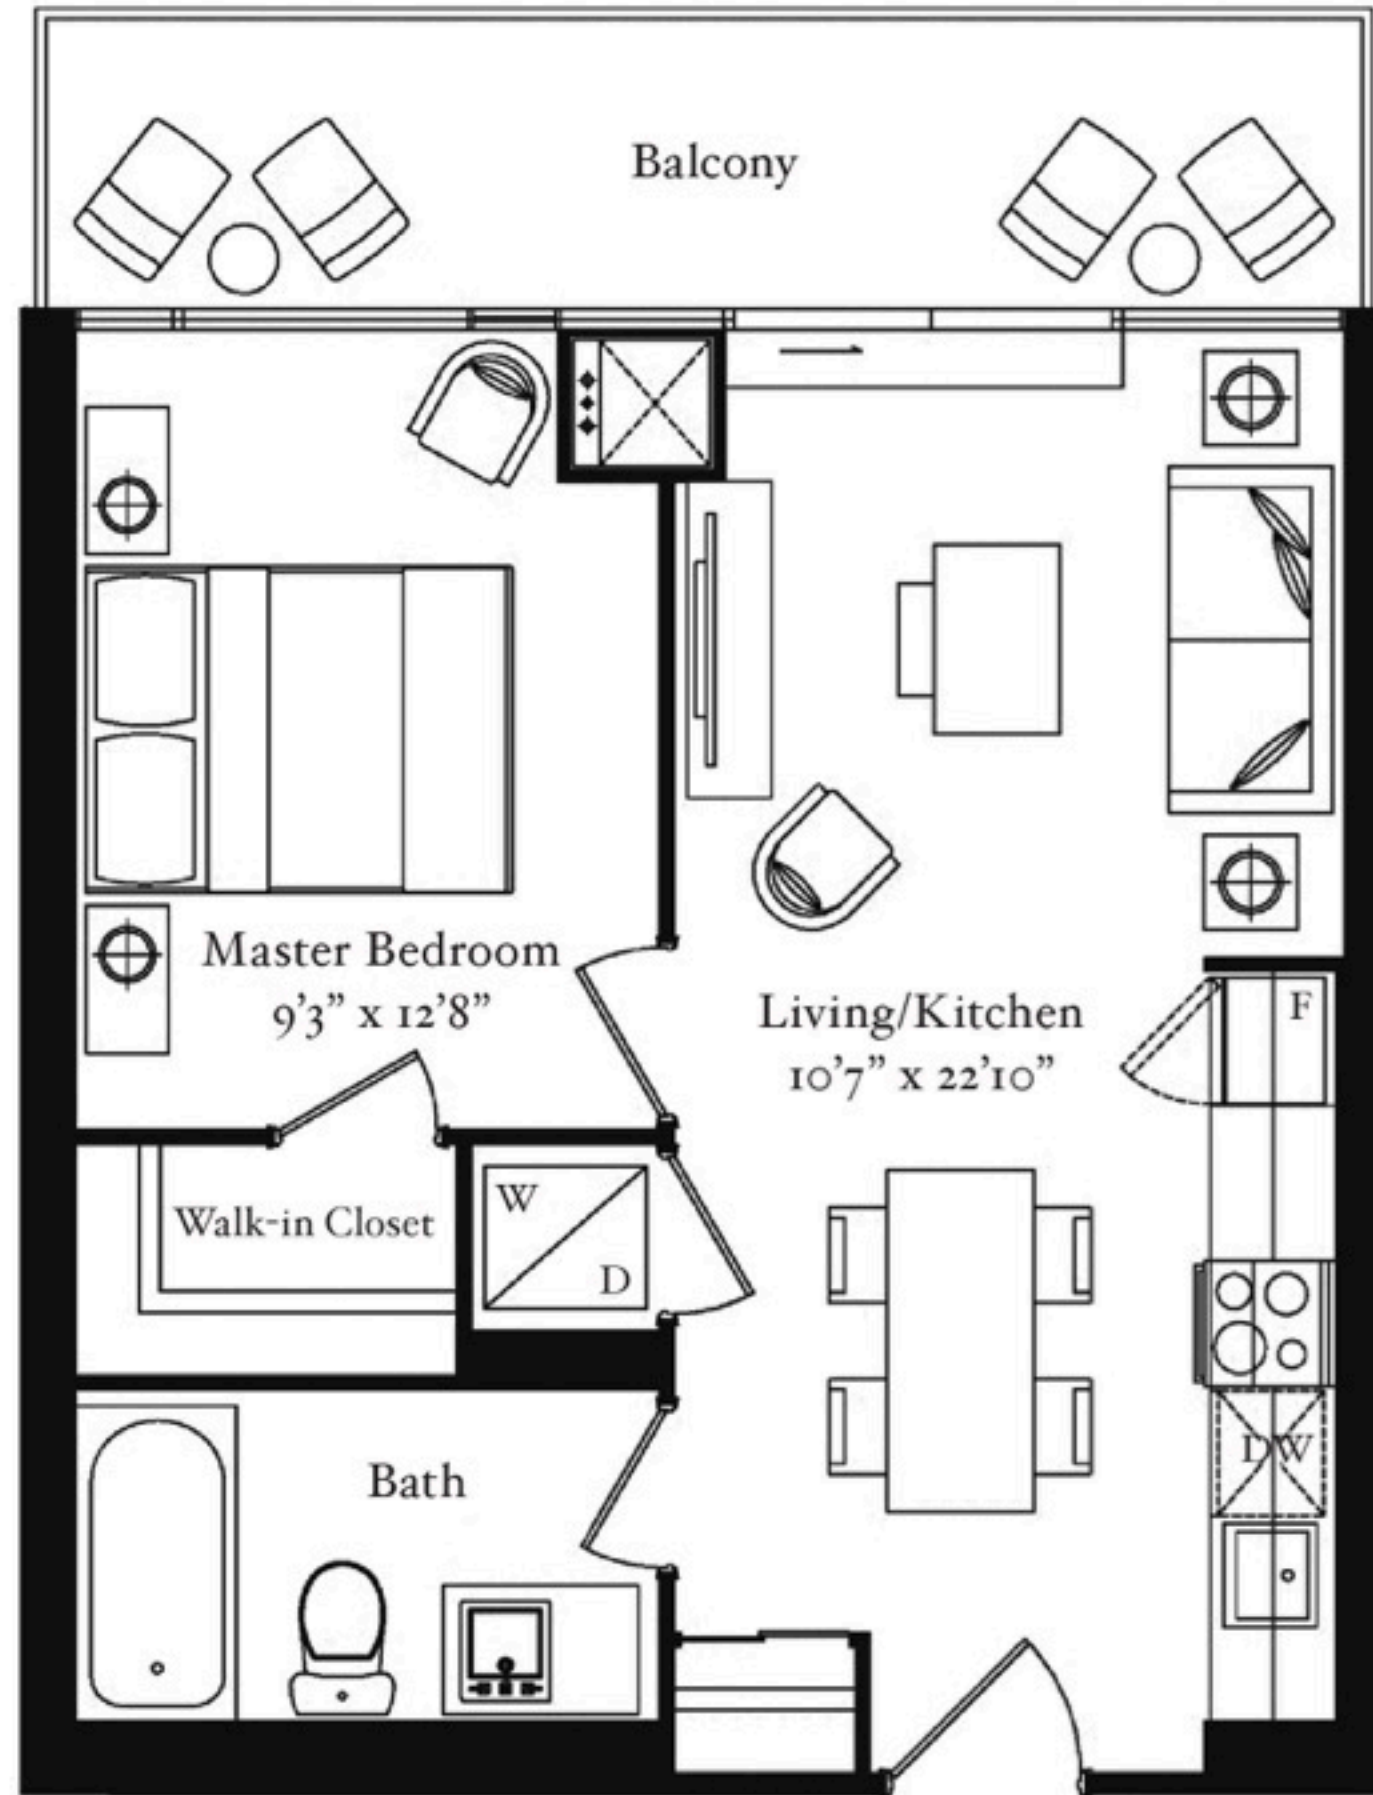 Balcony
Master Bedroom
9’3” x 12’8”
Living/Kitchen
10’7” x 22’10”
F
Walk-in Closet
W
D
DW
Bath